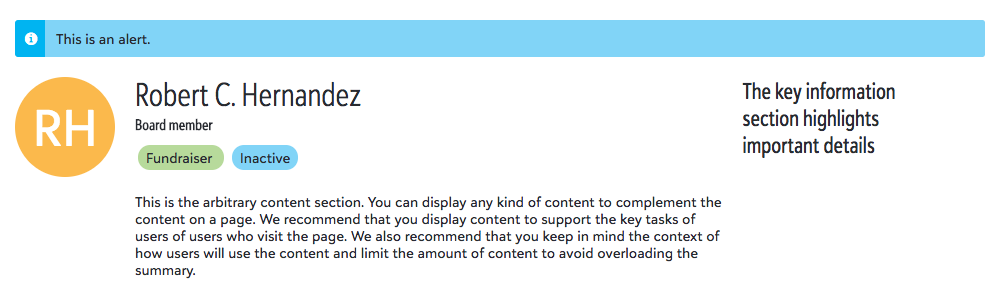 This is an alert.
RH
Robert C. Hernandez
Board member
Fundraiser Inactive
This is the arbitrary content section. You can display any kind of content to complement the
content on a page. We recommend that you display content to support the key tasks of
users of users who visit the page. We also recommend that you keep in mind the context of
how users will use the content and limit the amount of content to avoid overloading the
summary.
The key information
section highlights
important details